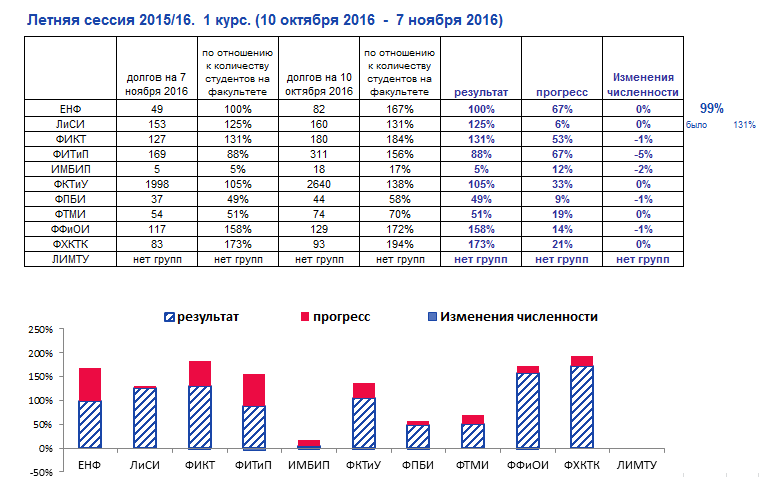 Летняя сессия 2015/16. 1 курс. (10 октября 2016 - 7 ноября 2016)
долгов на 7 ноября 2016 по отношению к количеству студентов на факультете долгов на 10 октября 2016 по отношению к количеству студентов на факультете результат прогресс Изменения численности
ЕНФ 49 100% 82 167% 100% 67% 0% 99%
ЛиСИ 153 125% 160 131% 125% 6% 0% было 131%
ФИКТ 127 131% 180 184% 131% 53% -1%
ФИТиП 169 88% 311 156% 88% 67% -5%
ИМБИП 5 5% 18 17% 5% 12% -2%
ФКТиУ 1998 105% 2640 138% 105% 33% 0%
ФПБИ 37 49% 44 58% 49% 9% -1%
ФТМИ 54 51% 74 70% 51% 19% 0%
ФФиОИ 117 158% 129 172% 158% 14% -1%
ФХКТК 83 173% 93 194% 173% 21% 0%
ЛИМТУ нет групп нет групп нет групп нет групп нет групп нет групп нет групп
результат прогресс Изменения численности
250%
200%
150%
100%
50%
0%
-50%
ЕНФ ЛиСИ ФИКТ ФИТиП ИМБИП ФКТиУ ФПБИ ФТМИ ФФиОИ ФХКТК ЛИМТУ